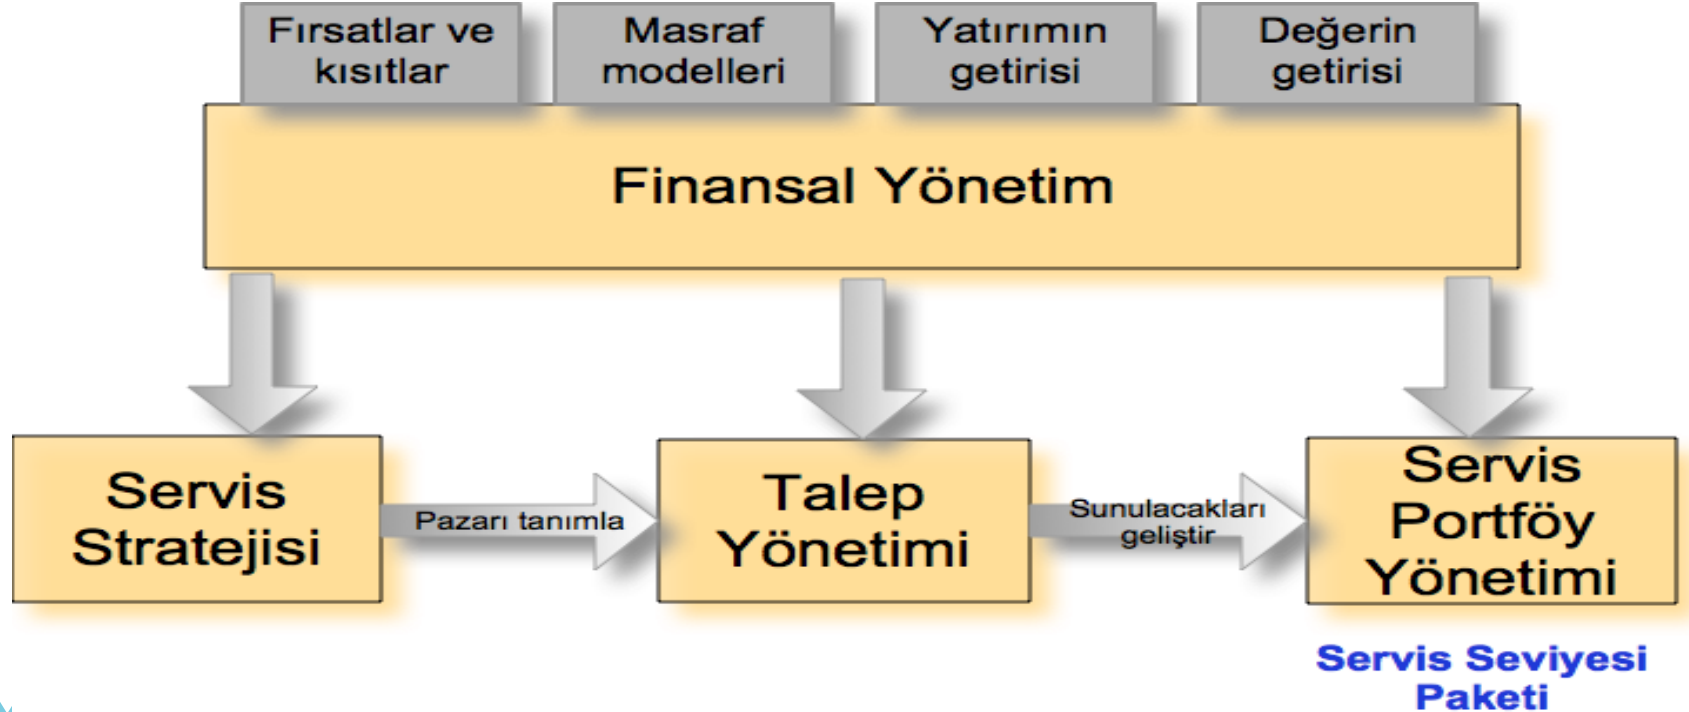 Fırsatlar ve
kısıtlar
Masraf
modelleri
Yatırımın
getirisi
Değerin
getirisi
Finansal Yönetim
Servis
Stratejisi
Pazarı tanımla
Talep
Yönetimi
Sunulacakları
geliştir
Servis
Portföy
Yönetimi
Servis Seviyesi
Paketi